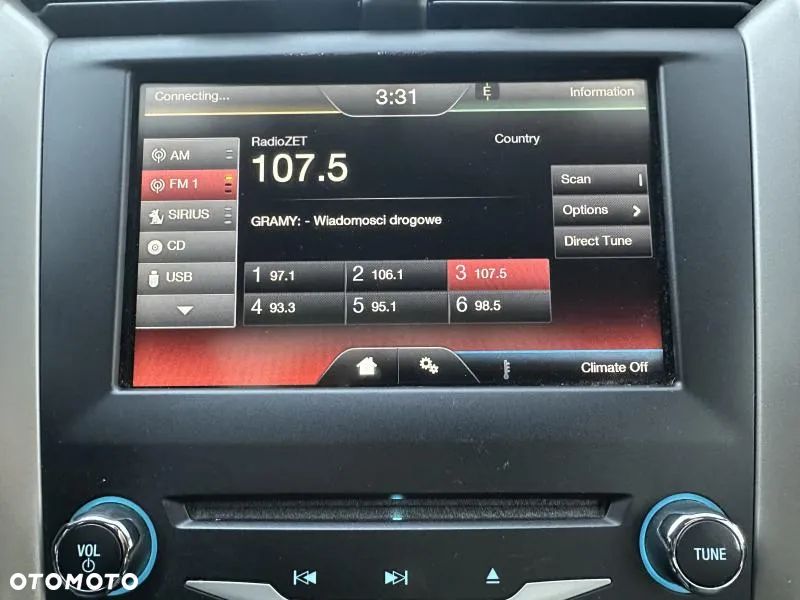 Connecting...
3:31
E
Information
RadioZET
Country
107.5
AM
FM 1
SIRIUS
CD
USB
Scan
Options
Direct Tune
GRAMY: - Wiadomosci drogowe
1 97.1
2 106.1
3 107.5
4 93.3
5 95.1
6 98.5
Climate Off
VOL
TUNE
OTOMOTO